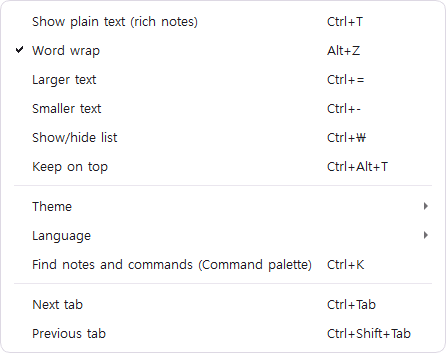 Show plain text (rich notes) Ctrl+T
Word wrap Alt+Z
Larger text Ctrl+=
Smaller text Ctrl+-
Show/hide list Ctrl+₩
Keep on top Ctrl+Alt+T
Theme
Language
Find notes and commands (Command palette) Ctrl+K
Next tab Ctrl+Tab
Previous tab Ctrl+Shift+Tab